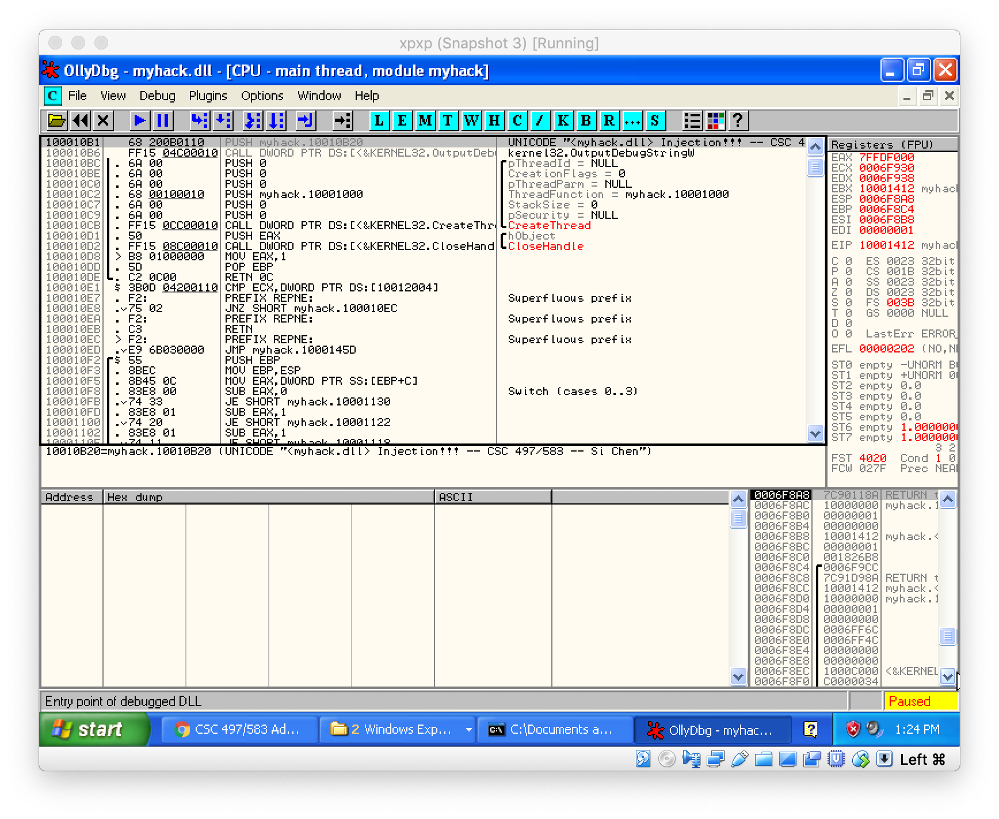 xpxp (Snapshot 3) [Running]
OllyDbg - myhack.dll - [CPU - main thread, module myhack]
C File View Debug Plugins Options Window Help
L E M T W H C / K B R ... S ?
100010B1 68 200B0110 PUSH myhack.10010B20 UNICODE "<myhack.dll> Injection!!! -- CSC 4
100010B6 FF15 04C00010 CALL DWORD PTR DS:[<&KERNEL32.OutputDeb kernel32.OutputDebugStringW
100010BC . 6A 00 PUSH 0 pThreadId = NULL
100010BE . 6A 00 PUSH 0 CreationFlags = 0
100010C0 . 6A 00 PUSH 0 pThreadParm = NULL
100010C2 . 68 00100010 PUSH myhack.10001000 ThreadFunction = myhack.10001000
100010C7 . 6A 00 PUSH 0 StackSize = 0
100010C9 . 6A 00 PUSH 0 pSecurity = NULL
100010CB . FF15 0CC00010 CALL DWORD PTR DS:[<&KERNEL32.CreateThr CreateThread
100010D1 . 50 PUSH EAX hObject
100010D2 . FF15 08C00010 CALL DWORD PTR DS:[<&KERNEL32.CloseHand CloseHandle
100010D8 > B8 01000000 MOV EAX,1
100010DD . 5D POP EBP
100010DE . C2 0C00 RETN 0C
100010E1 $ 3B0D 04200110 CMP ECX,DWORD PTR DS:[10012004]
100010E7 . F2: PREFIX REPNE: Superfluous prefix
100010E8 .v75 02 JNZ SHORT myhack.100010EC
100010EA . F2: PREFIX REPNE: Superfluous prefix
100010EB . C3 RETN
100010EC > F2: PREFIX REPNE: Superfluous prefix
100010ED .vE9 6B030000 JMP myhack.1000145D
100010F2 $ 55 PUSH EBP
100010F3 . 8BEC MOV EBP,ESP
100010F5 . 8B45 0C MOV EAX,DWORD PTR SS:[EBP+C]
100010F8 . 83E8 00 SUB EAX,0 Switch (cases 0..3)
100010FB .v74 33 JE SHORT myhack.10001130
100010FD . 83E8 01 SUB EAX,1
10001100 .v74 20 JE SHORT myhack.10001122
10001102 . 83E8 01 SUB EAX,1
10010B20=myhack.10010B20 (UNICODE "<myhack.dll> Injection!!! -- CSC 497/583 -- Si Chen")
Registers (FPU)
EAX 7FFDF000
ECX 0006F930
EDX 0006F938
EBX 10001412 myhack
ESP 0006F8A8
EBP 0006F8C4
ESI 0006F8B8
EDI 00000001
EIP 10001412 myhack
C 0 ES 0023 32bit
P 0 CS 001B 32bit
A 0 SS 0023 32bit
Z 0 DS 0023 32bit
S 0 FS 003B 32bit
T 0 GS 0000 NULL
D 0
O 0 LastErr ERROR_
EFL 00000202 (NO,N
ST0 empty -UNORM B
ST1 empty +UNORM 0
ST2 empty 0.0
ST3 empty 0.0
ST4 empty 0.0
ST5 empty 0.0
ST6 empty 1.0000000
ST7 empty 1.0000000
3 2
FST 4020 Cond 1 0
FCW 027F Prec NEA
Address Hex dump ASCII
0006F8A8 7C90118A RETURN t
0006F8AC 10000000 myhack.1
0006F8B0 00000001
0006F8B4 00000000
0006F8B8 10001412 myhack.<
0006F8BC 00000001
0006F8C0 001826B8
0006F8C4 0006F9CC
0006F8C8 7C91D98A RETURN t
0006F8CC 10001412 myhack.<
0006F8D0 10000000 myhack.1
0006F8D4 00000001
0006F8D8 00000000
0006F8DC 0006FF6C
0006F8E0 0006FF4C
0006F8E4 00000000
0006F8E8 00000000
0006F8EC 1000C000 <&KERNEL
0006F8F0 C0000034
Entry point of debugged DLL
Paused
start
CSC 497/583 Ad...
2 Windows Exp...
C:\Documents a...
OllyDbg - myhac...
1:24 PM
Left ⌘